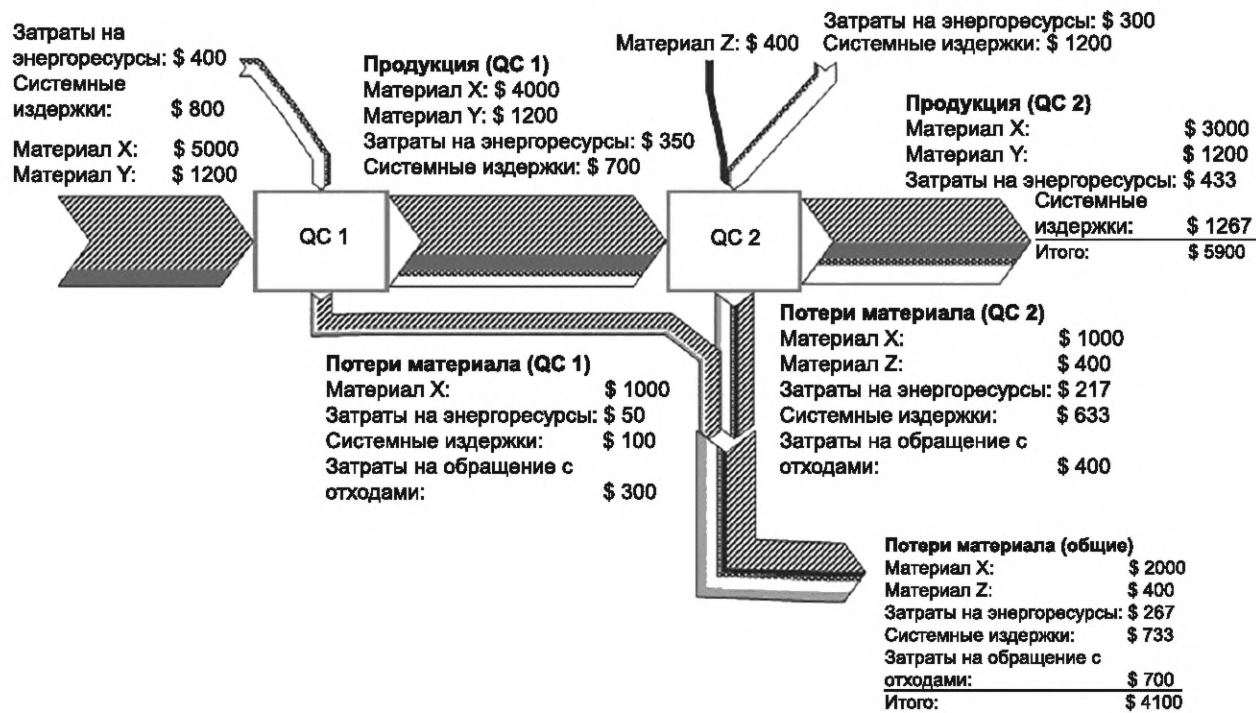 Затраты на
энергоресурсы: $ 400
Системные
издержки: $ 800
Материал X: $ 5000
Материал Y: $ 1200
QC 1
Продукция (QC 1)
Материал X: $ 4000
Материал Y: $ 1200
Затраты на энергоресурсы: $ 350
Системные издержки: $ 700
Материал Z: $ 400
Затраты на энергоресурсы: $ 300
Системные издержки: $ 1200
QC 2
Продукция (QC 2)
Материал X: $ 3000
Материал Y: $ 1200
Затраты на энергоресурсы: $ 433
Системные
издержки: $ 1267
Итого: $ 5900
Потери материала (QC 1)
Материал X: $ 1000
Затраты на энергоресурсы: $ 50
Системные издержки: $ 100
Затраты на обращение с
отходами: $ 300
Потери материала (QC 2)
Материал X: $ 1000
Материал Z: $ 400
Затраты на энергоресурсы: $ 217
Системные издержки: $ 633
Затраты на обращение с
отходами: $ 400
Потери материала (общие)
Материал X: $ 2000
Материал Z: $ 400
Затраты на энергоресурсы: $ 267
Системные издержки: $ 733
Затраты на обращение с
отходами: $ 700
Итого: $ 4100